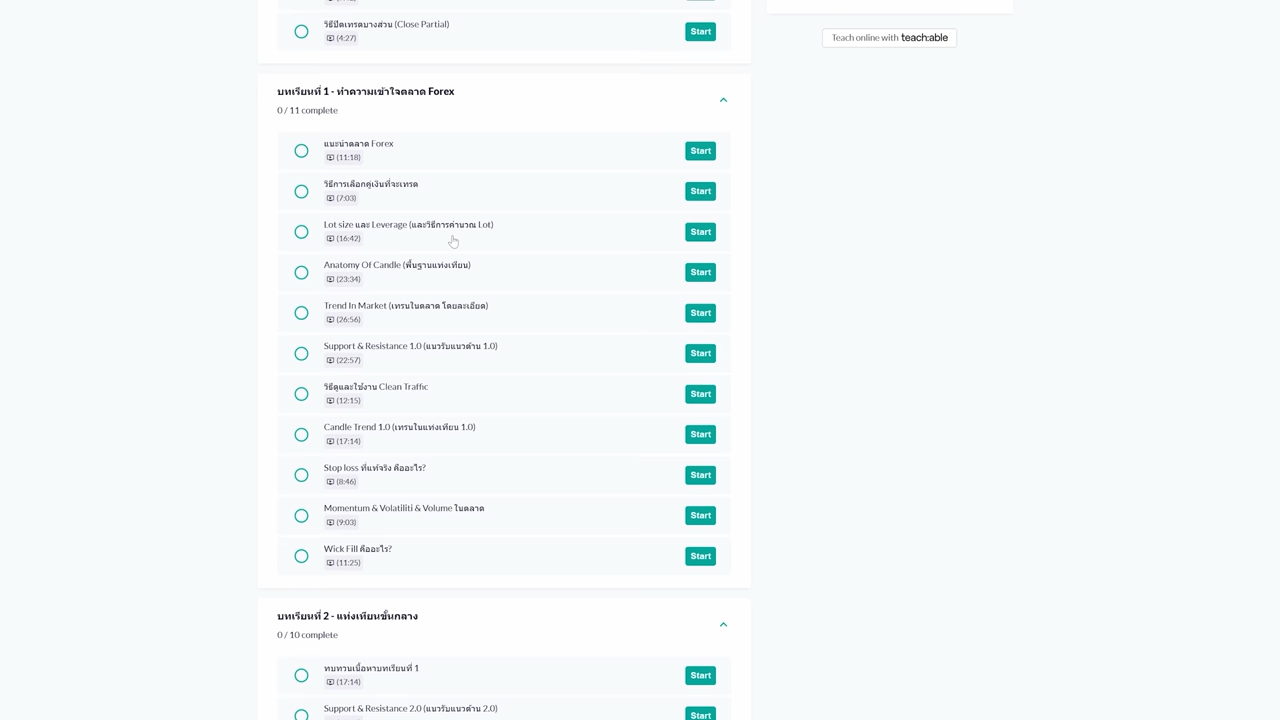 วิธีปิดเทรดบางส่วน (Close Partial)
(4:27)
Start
Teach online with teach:able
บทเรียนที่ 1 - ทำความเข้าใจตลาด Forex
0 / 11 complete
แนะนำตลาด Forex
(11:18)
Start
วิธีการเลือกคู่เงินที่จะเทรด
(7:03)
Start
Lot size และ Leverage (และวิธีการคำนวณ Lot)
(16:42)
Start
Anatomy Of Candle (พื้นฐานแท่งเทียน)
(23:34)
Start
Trend In Market (เทรนในตลาด โดยละเอียด)
(26:56)
Start
Support & Resistance 1.0 (แนวรับแนวต้าน 1.0)
(22:57)
Start
วิธีดูและใช้งาน Clean Traffic
(12:15)
Start
Candle Trend 1.0 (เทรนในแท่งเทียน 1.0)
(17:14)
Start
Stop loss ที่แท้จริง คืออะไร?
(8:46)
Start
Momentum & Volatiliti & Volume ในตลาด
(9:03)
Start
Wick Fill คืออะไร?
(11:25)
Start
บทเรียนที่ 2 - แท่งเทียนขั้นกลาง
0 / 10 complete
ทบทวนเนื้อหาบทเรียนที่ 1
(17:14)
Start
Support & Resistance 2.0 (แนวรับแนวต้าน 2.0)
Start